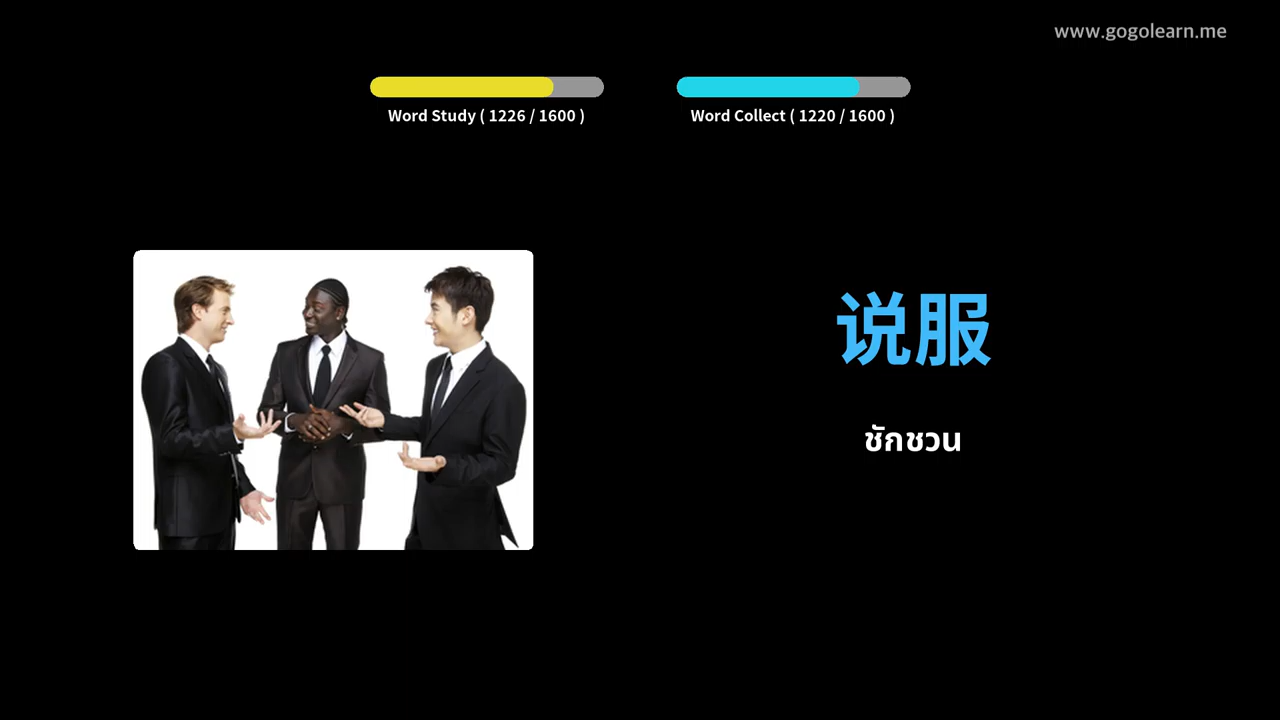 www.gogolearn.me
Word Study ( 1226 / 1600 )
Word Collect ( 1220 / 1600 )
说服
ชักชวน